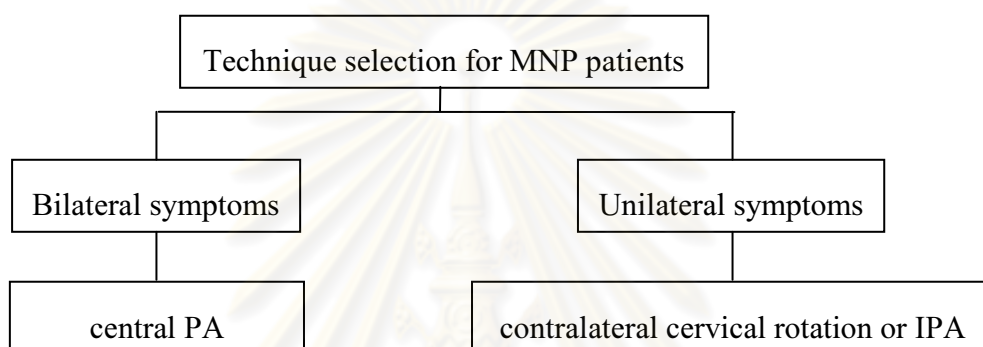 Technique selection for MNP patients
Bilateral symptoms
Unilateral symptoms
central PA
contralateral cervical rotation or IPA